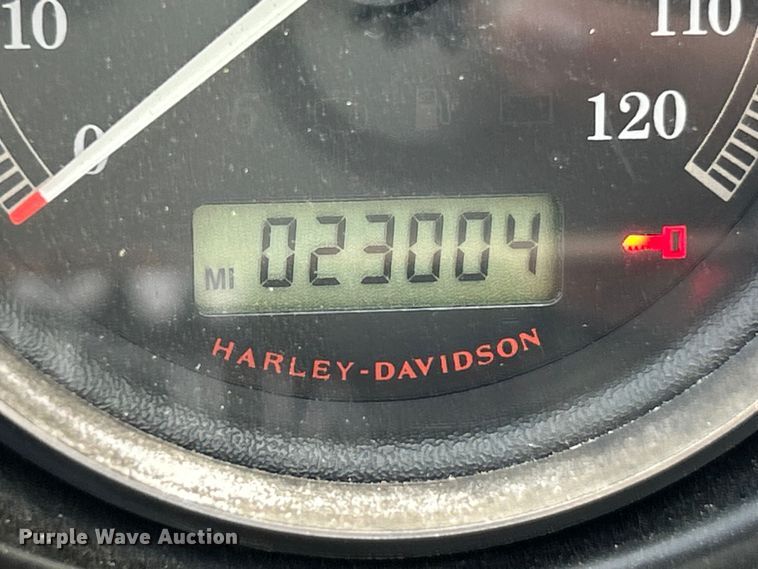 10
110
0
120
MI 023004
HARLEY-DAVIDSON
Purple Wave Auction